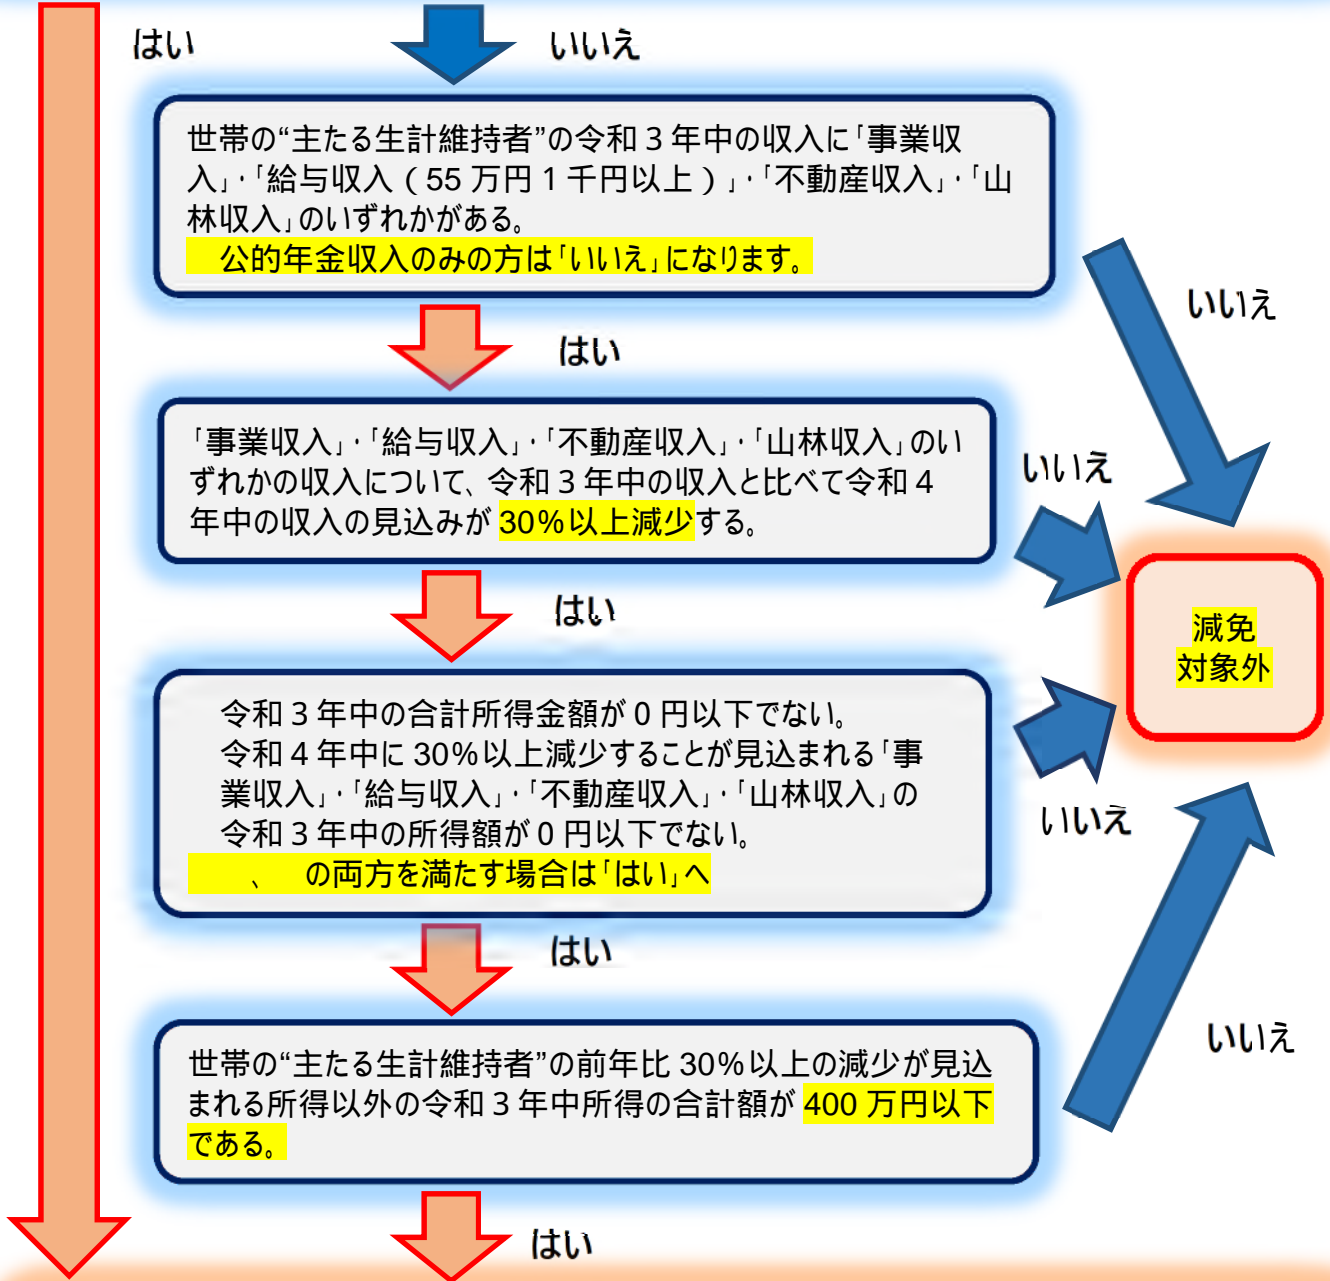 はい
いいえ
世帯の“主たる生計維持者”の令和3年中の収入に「事業収
入」・「給与収入（55万円1千円以上）」・「不動産収入」・「山
林収入」のいずれかがある。
公的年金収入のみの方は「いいえ」になります。
いいえ
はい
「事業収入」・「給与収入」・「不動産収入」・「山林収入」のい
ずれかの収入について、令和3年中の収入と比べて令和4
年中の収入の見込みが30％以上減少する。
いいえ
はい
減免
対象外
令和3年中の合計所得金額が0円以下でない。
令和4年中に30％以上減少することが見込まれる「事
業収入」・「給与収入」・「不動産収入」・「山林収入」の
令和3年中の所得額が0円以下でない。
、　の両方を満たす場合は「はい」へ
いいえ
はい
世帯の“主たる生計維持者”の前年比30％以上の減少が見込
まれる所得以外の令和3年中所得の合計額が400万円以下
である。
いいえ
はい